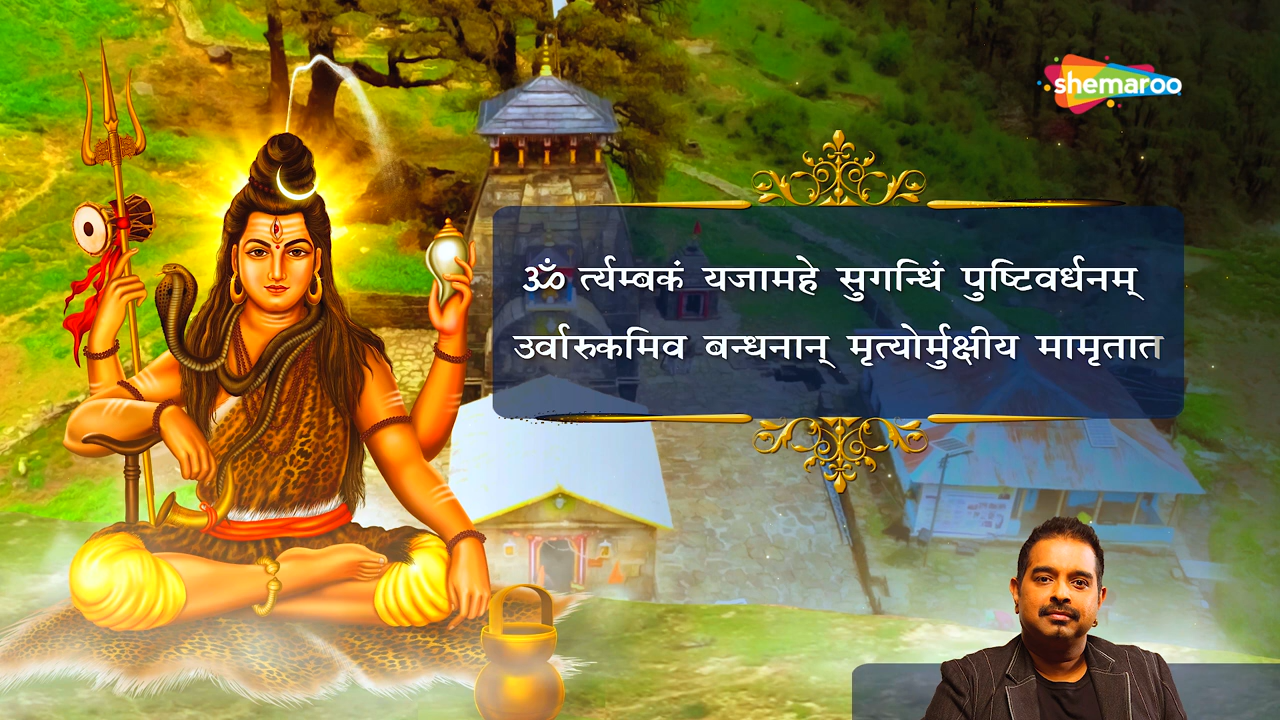 shemaroo
ॐ र्त्यम्बकं यजामहे सुगन्धिं पुष्टिवर्धनम्
उर्वारुकमिव बन्धनान् मृत्योर्मुक्षीय मामृतात